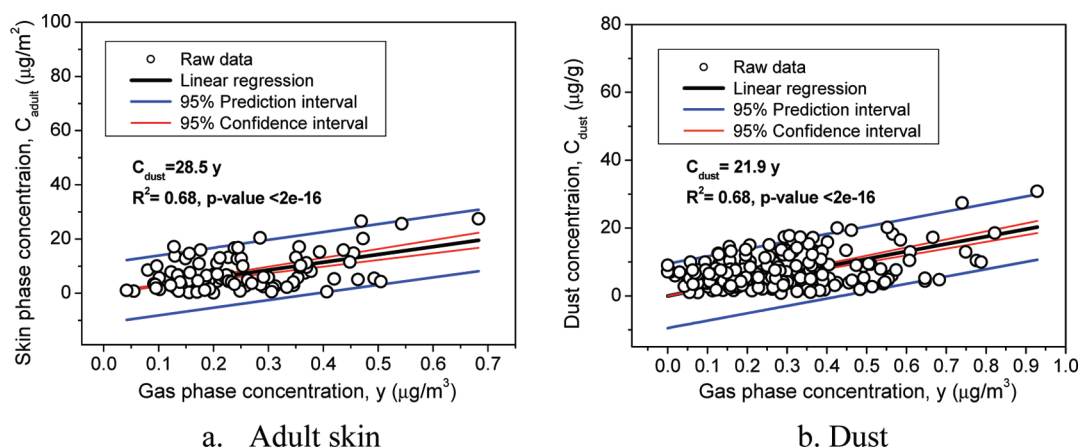 100
80
60
40
20
0
Skin phase concentraion, C_adult (μg/m²)
Raw data
Linear regression
95% Prediction interval
95% Confidence interval
C_dust=28.5 y
R²= 0.68, p-value <2e-16
0.0 0.1 0.2 0.3 0.4 0.5 0.6 0.7
Gas phase concentration, y (μg/m³)
a. Adult skin
80
60
40
20
0
Dust concentraion, C_dust (μg/g)
Raw data
Linear regression
95% Prediction interval
95% Confidence interval
C_dust= 21.9 y
R²= 0.68, p-value <2e-16
0.0 0.1 0.2 0.3 0.4 0.5 0.6 0.7 0.8 0.9 1.0
Gas phase concentration, y (μg/m³)
b. Dust